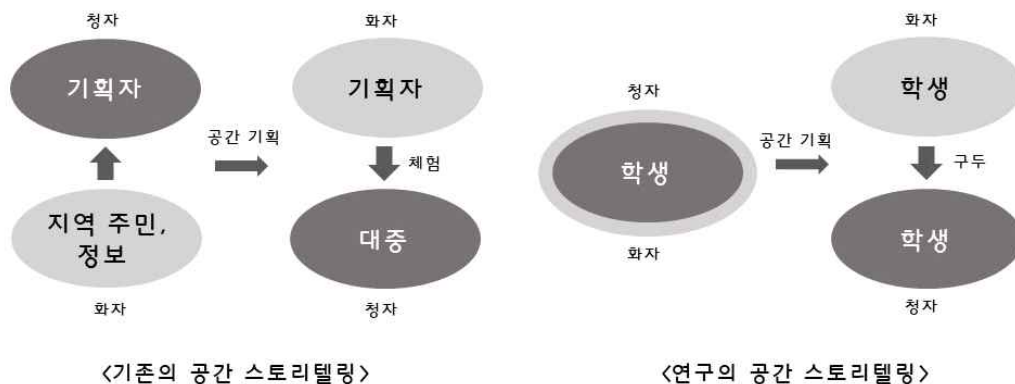 청자
기획자
지역 주민,
정보
화자
공간 기획
화자
기획자
체험
대중
청자
<기존의 공간 스토리텔링>
청자
학생
화자
공간 기획
화자
학생
구두
학생
청자
<연구의 공간 스토리텔링>